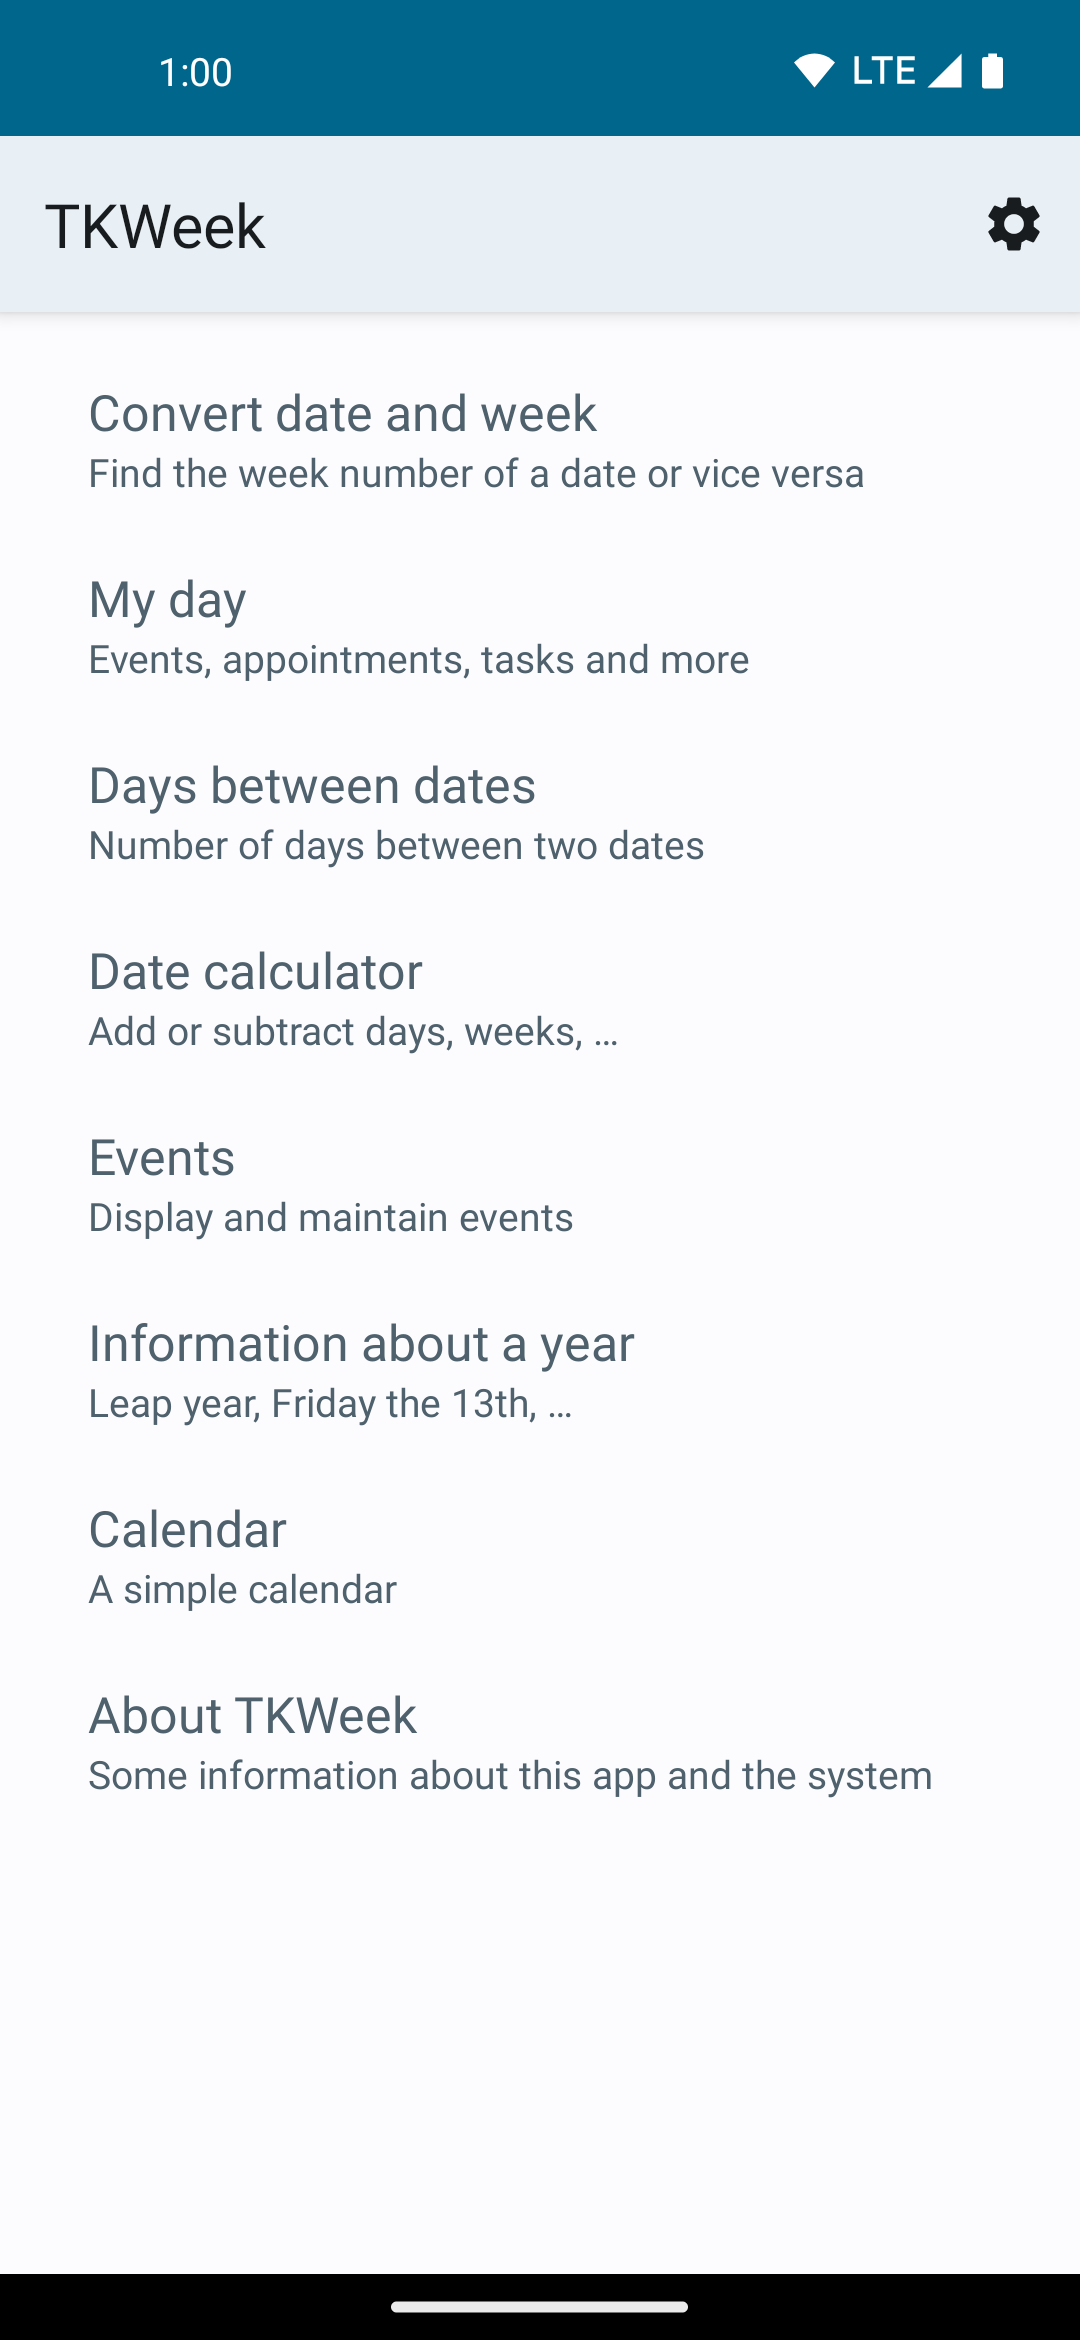 1:00 LTE
TKWeek
Convert date and week
Find the week number of a date or vice versa
My day
Events, appointments, tasks and more
Days between dates
Number of days between two dates
Date calculator
Add or subtract days, weeks, …
Events
Display and maintain events
Information about a year
Leap year, Friday the 13th, …
Calendar
A simple calendar
About TKWeek
Some information about this app and the system